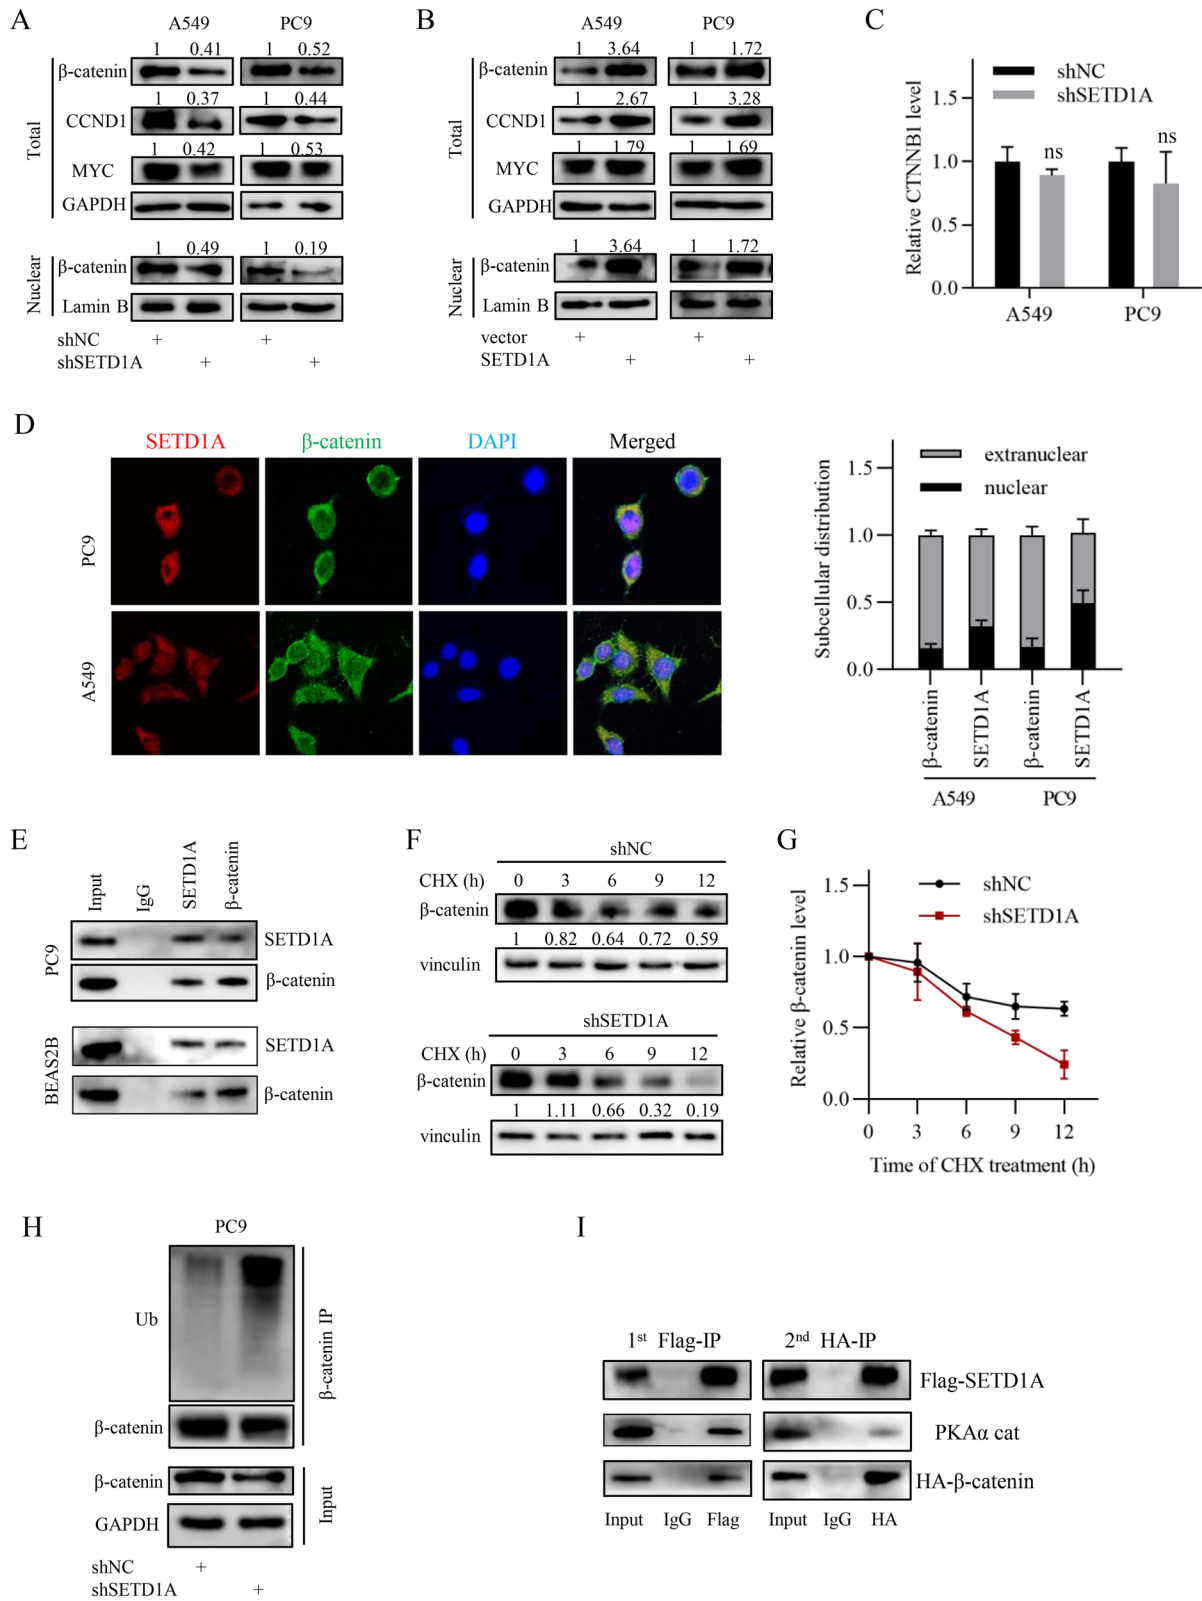 A
A549 PC9
1 0.41 1 0.52
β-catenin
1 0.37 1 0.44
CCND1
1 0.42 1 0.53
MYC
GAPDH
Total
1 0.49 1 0.19
β-catenin
Lamin B
Nuclear
shNC + +
shSETD1A + +
B
A549 PC9
1 3.64 1 1.72
β-catenin
1 2.67 1 3.28
CCND1
1 1.79 1 1.69
MYC
GAPDH
Total
1 3.64 1 1.72
β-catenin
Lamin B
Nuclear
vector + +
SETD1A + +
C
shNC
shSETD1A
Relative CTNNB1 level
1.5
1.0
0.5
0.0
ns ns
A549 PC9
D
SETD1A β-catenin DAPI Merged
PC9
A549
extranuclear
nuclear
Subcellular distribution
1.5
1.0
0.5
0.0
β-catenin SETD1A β-catenin SETD1A
A549 PC9
E
Input IgG SETD1A β-catenin
PC9
SETD1A
β-catenin
BEAS2B
SETD1A
β-catenin
F
shNC
CHX (h) 0 3 6 9 12
β-catenin
1 0.82 0.64 0.72 0.59
vinculin
shSETD1A
CHX (h) 0 3 6 9 12
β-catenin
1 1.11 0.66 0.32 0.19
vinculin
G
shNC
shSETD1A
Relative β-catenin level
1.5
1.0
0.5
0.0
0 3 6 9 12
Time of CHX treatment (h)
H
PC9
Ub
β-catenin
β-catenin IP
β-catenin
GAPDH
Input
shNC +
shSETD1A +
I
1st Flag-IP 2nd HA-IP
Flag-SETD1A
PKAα cat
HA-β-catenin
Input IgG Flag Input IgG HA